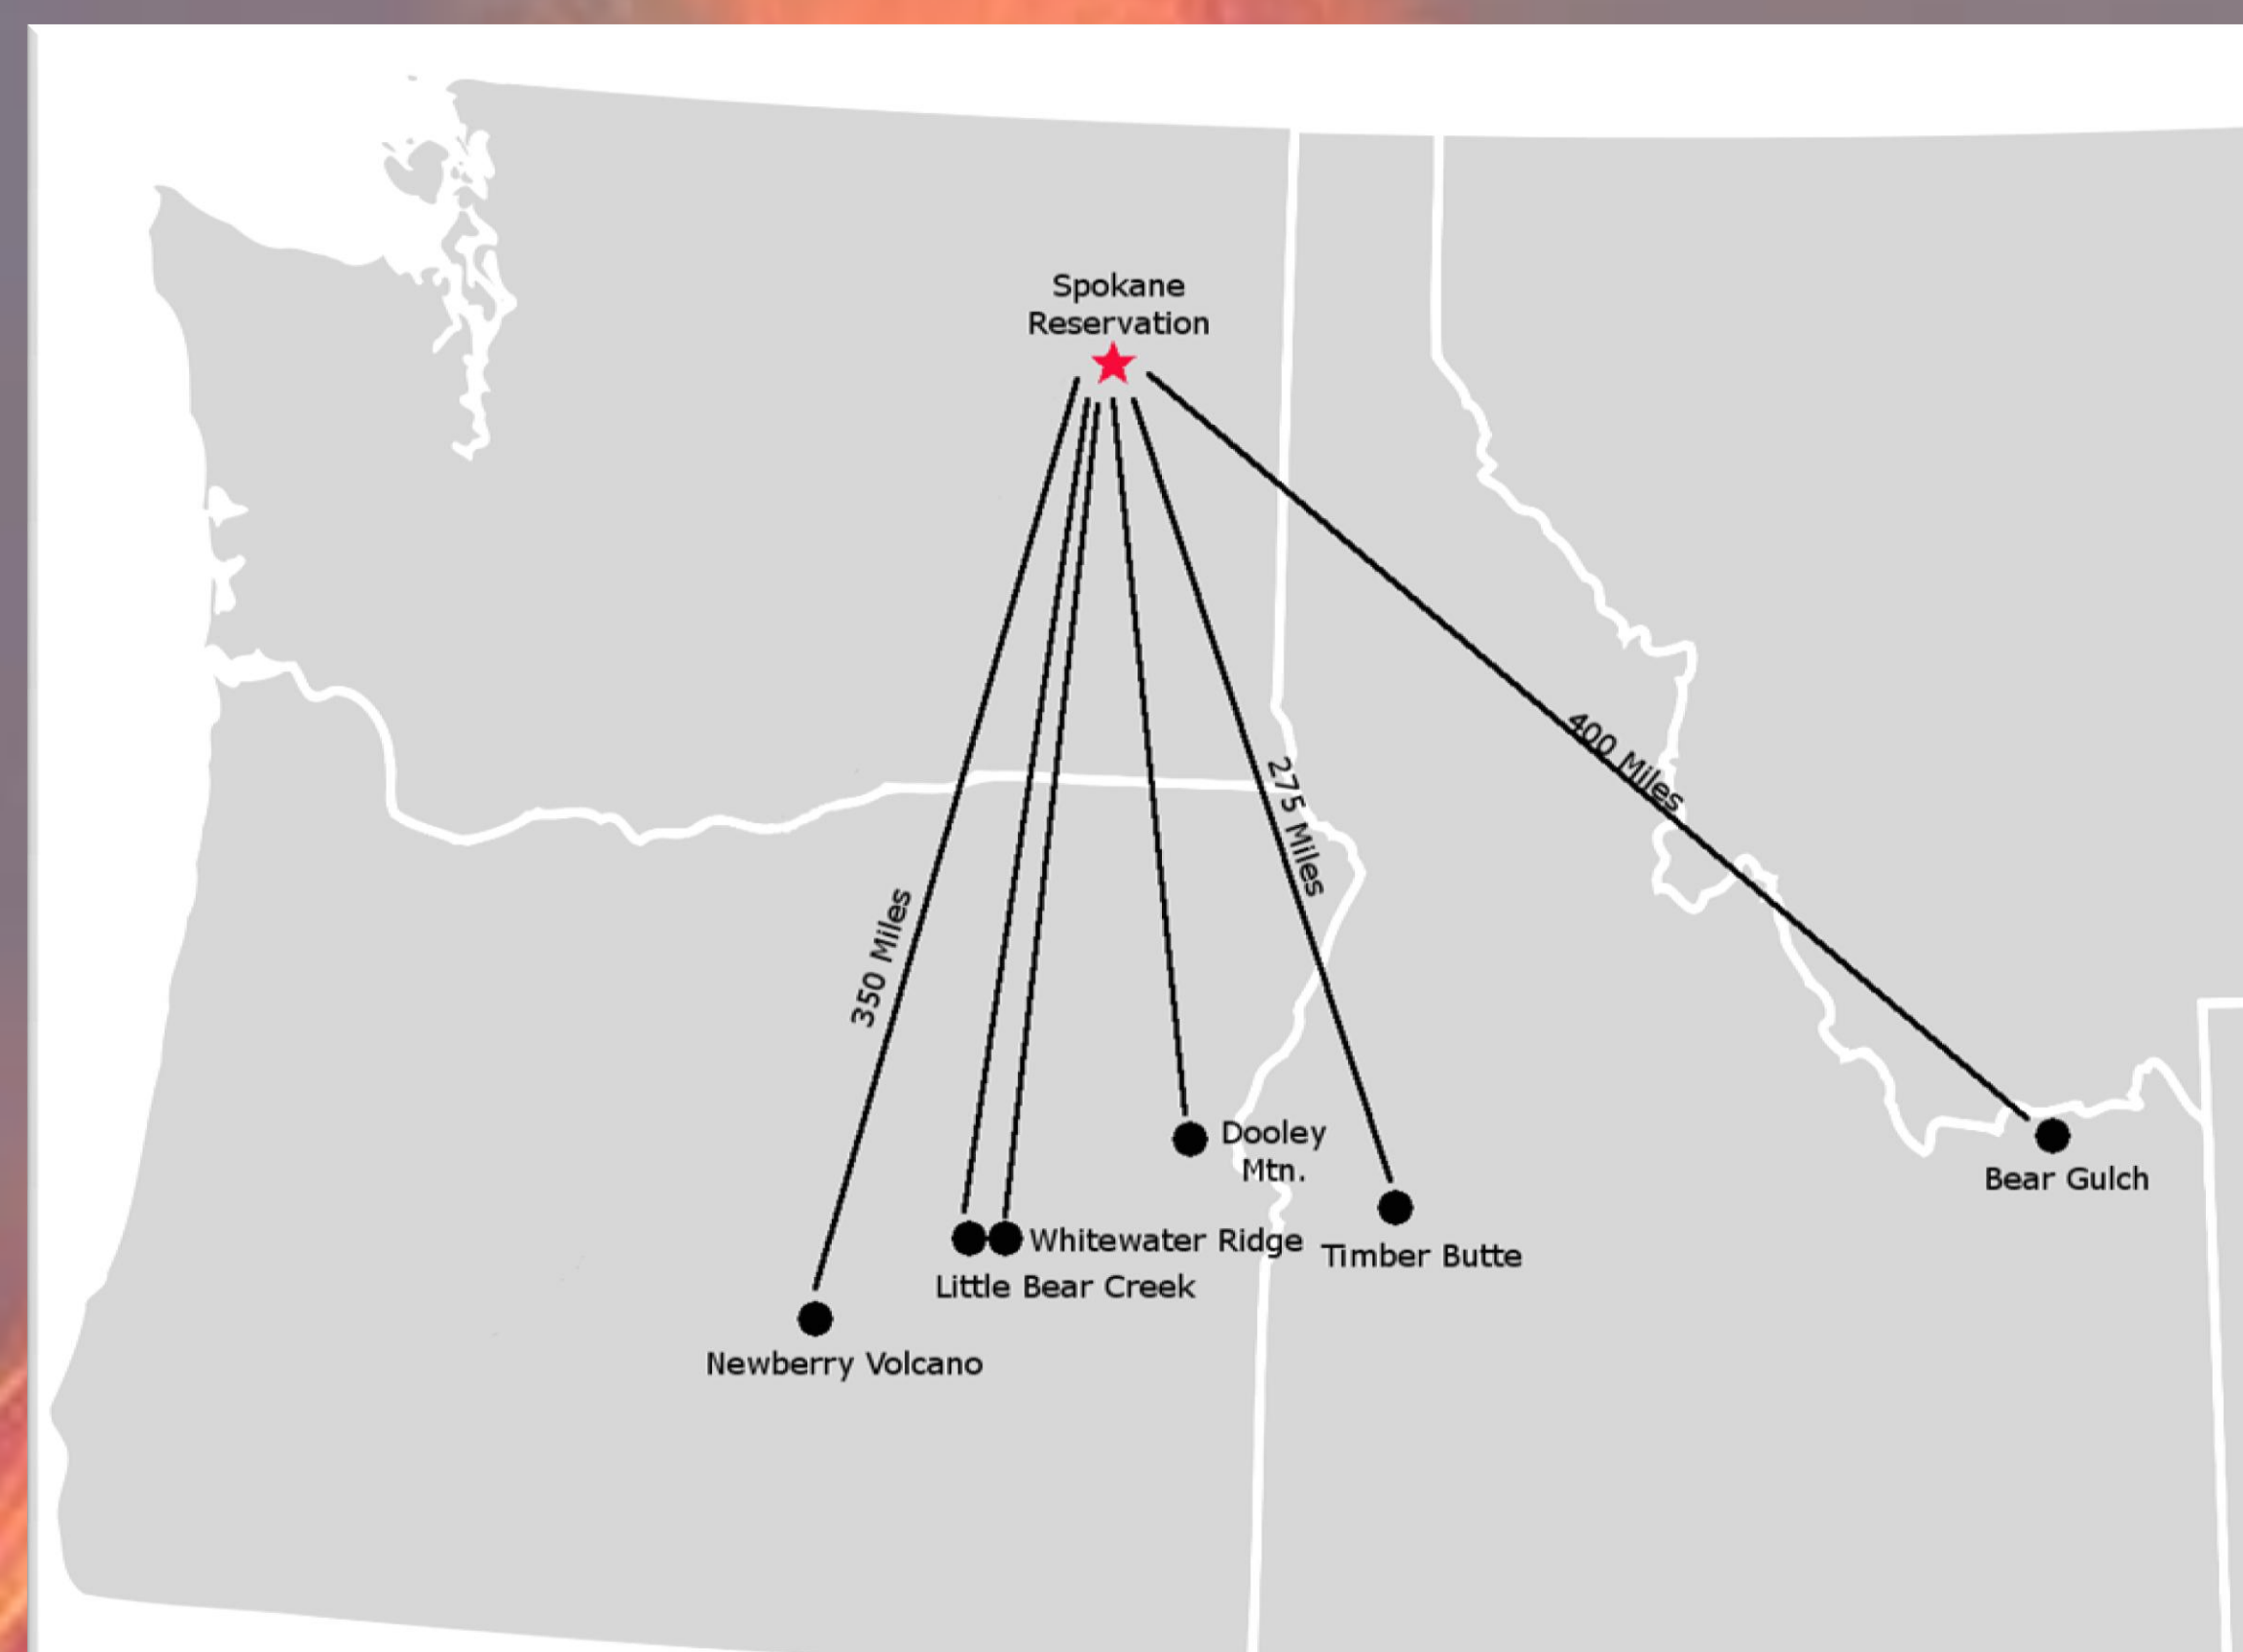 Spokane
Reservation
400 Miles
275 Miles
350 Miles
Dooley
Mtn.
Bear Gulch
Whitewater Ridge
Timber Butte
Little Bear Creek
Newberry Volcano